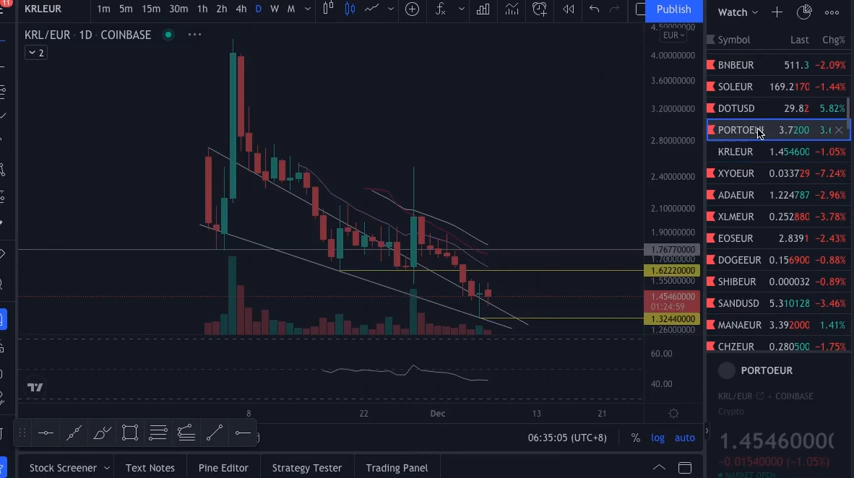 11
KRLEUR
1m 5m 15m 30m 1h 2h 4h D W M
Publish
Watch
KRL/EUR · 1D · COINBASE
2
EUR
4.00000000
3.60000000
3.20000000
2.80000000
2.40000000
2.10000000
1.90000000
1.76770000
1.70000000
1.62220000
1.55000000
1.45460000
01:24:59
1.32440000
1.26000000
60.00
40.00
8 22 Dec 13 21
06:35:05 (UTC+8) % log auto
Stock Screener Text Notes Pine Editor Strategy Tester Trading Panel
Symbol Last Chg%
BNBEUR 511.3 −2.09%
SOLEUR 169.2170 −1.44%
DOTUSD 29.82 5.82%
PORTOEU 3.7200
KRLEUR 1.454600 −1.05%
XYOEUR 0.033729 −7.24%
ADAEUR 1.224787 −2.96%
XLMEUR 0.252880 −3.78%
EOSEUR 2.8391 −2.43%
DOGEEUR 0.156900 −0.88%
SHIBEUR 0.000032 −0.89%
SANDUSD 5.310128 −3.46%
MANAEUR 3.392000 1.41%
CHZEUR 0.280500 −1.75%
PORTOEUR
KRL/EUR · COINBASE
Crypto
1.4546000
−0.01540000 (−1.05%)
MARKET OPEN